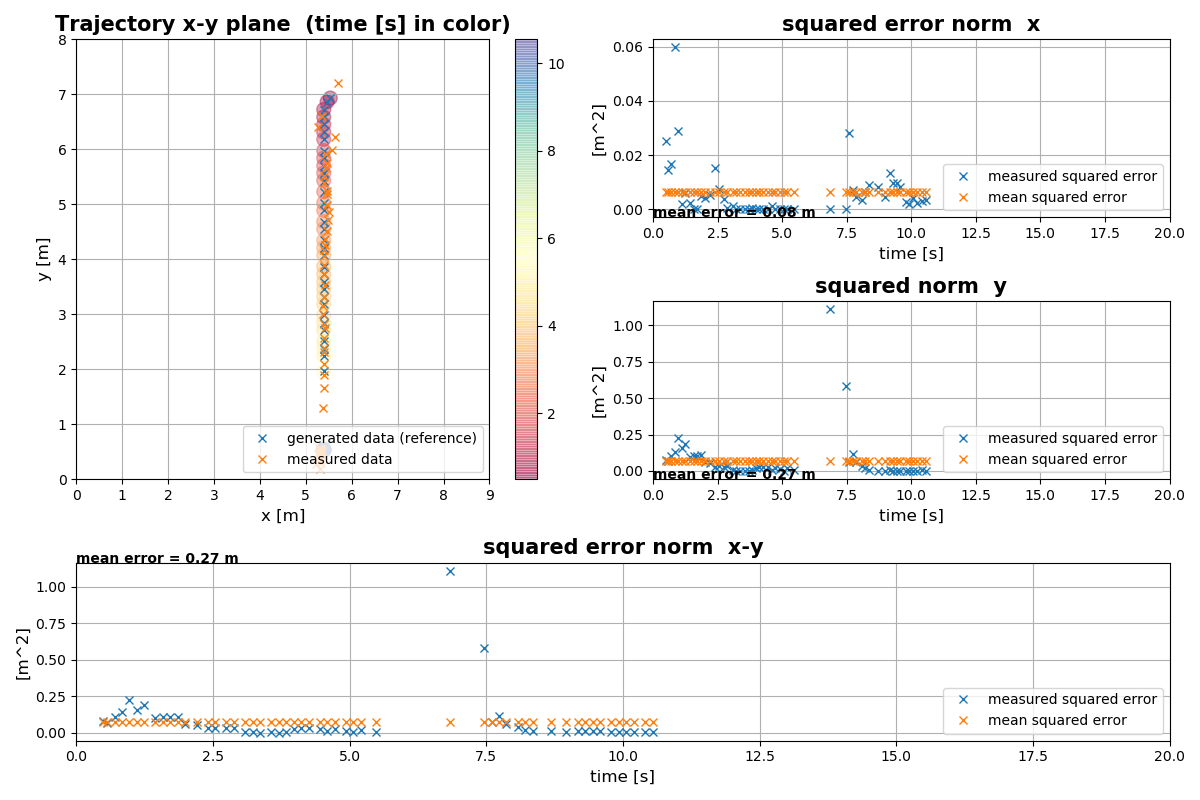 Trajectory x-y plane  (time [s] in color)
8
7
6
5
4
3
2
1
0
y [m]
0 1 2 3 4 5 6 7 8 9
x [m]
generated data (reference)
measured data
10
8
6
4
2
squared error norm  x
0.06
0.04
0.02
0.00
[m^2]
measured squared error
mean squared error
mean error = 0.08 m
0.0 2.5 5.0 7.5 10.0 12.5 15.0 17.5 20.0
time [s]
squared norm  y
1.00
0.75
0.50
0.25
0.00
[m^2]
measured squared error
mean squared error
mean error = 0.27 m
0.0 2.5 5.0 7.5 10.0 12.5 15.0 17.5 20.0
time [s]
squared error norm  x-y
mean error = 0.27 m
1.00
0.75
0.50
0.25
0.00
[m^2]
measured squared error
mean squared error
0.0 2.5 5.0 7.5 10.0 12.5 15.0 17.5 20.0
time [s]